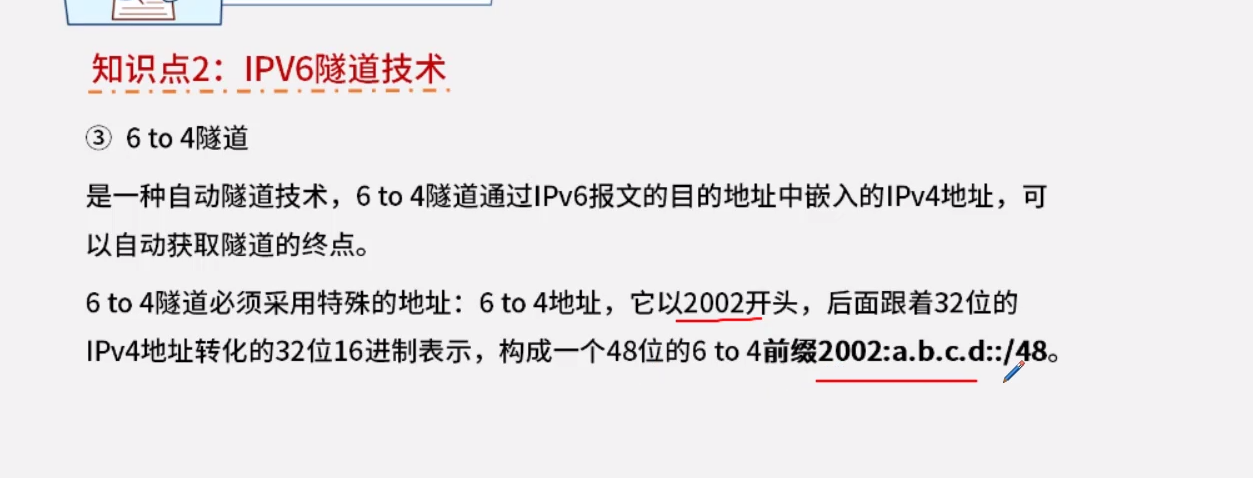 知识点2：IPV6隧道技术
③ 6 to 4隧道
是一种自动隧道技术，6 to 4隧道通过IPv6报文的目的地址中嵌入的IPv4地址，可
以自动获取隧道的终点。
6 to 4隧道必须采用特殊的地址：6 to 4地址，它以2002开头，后面跟着32位的
IPv4地址转化的32位16进制表示，构成一个48位的6 to 4前缀2002:a.b.c.d::/48。